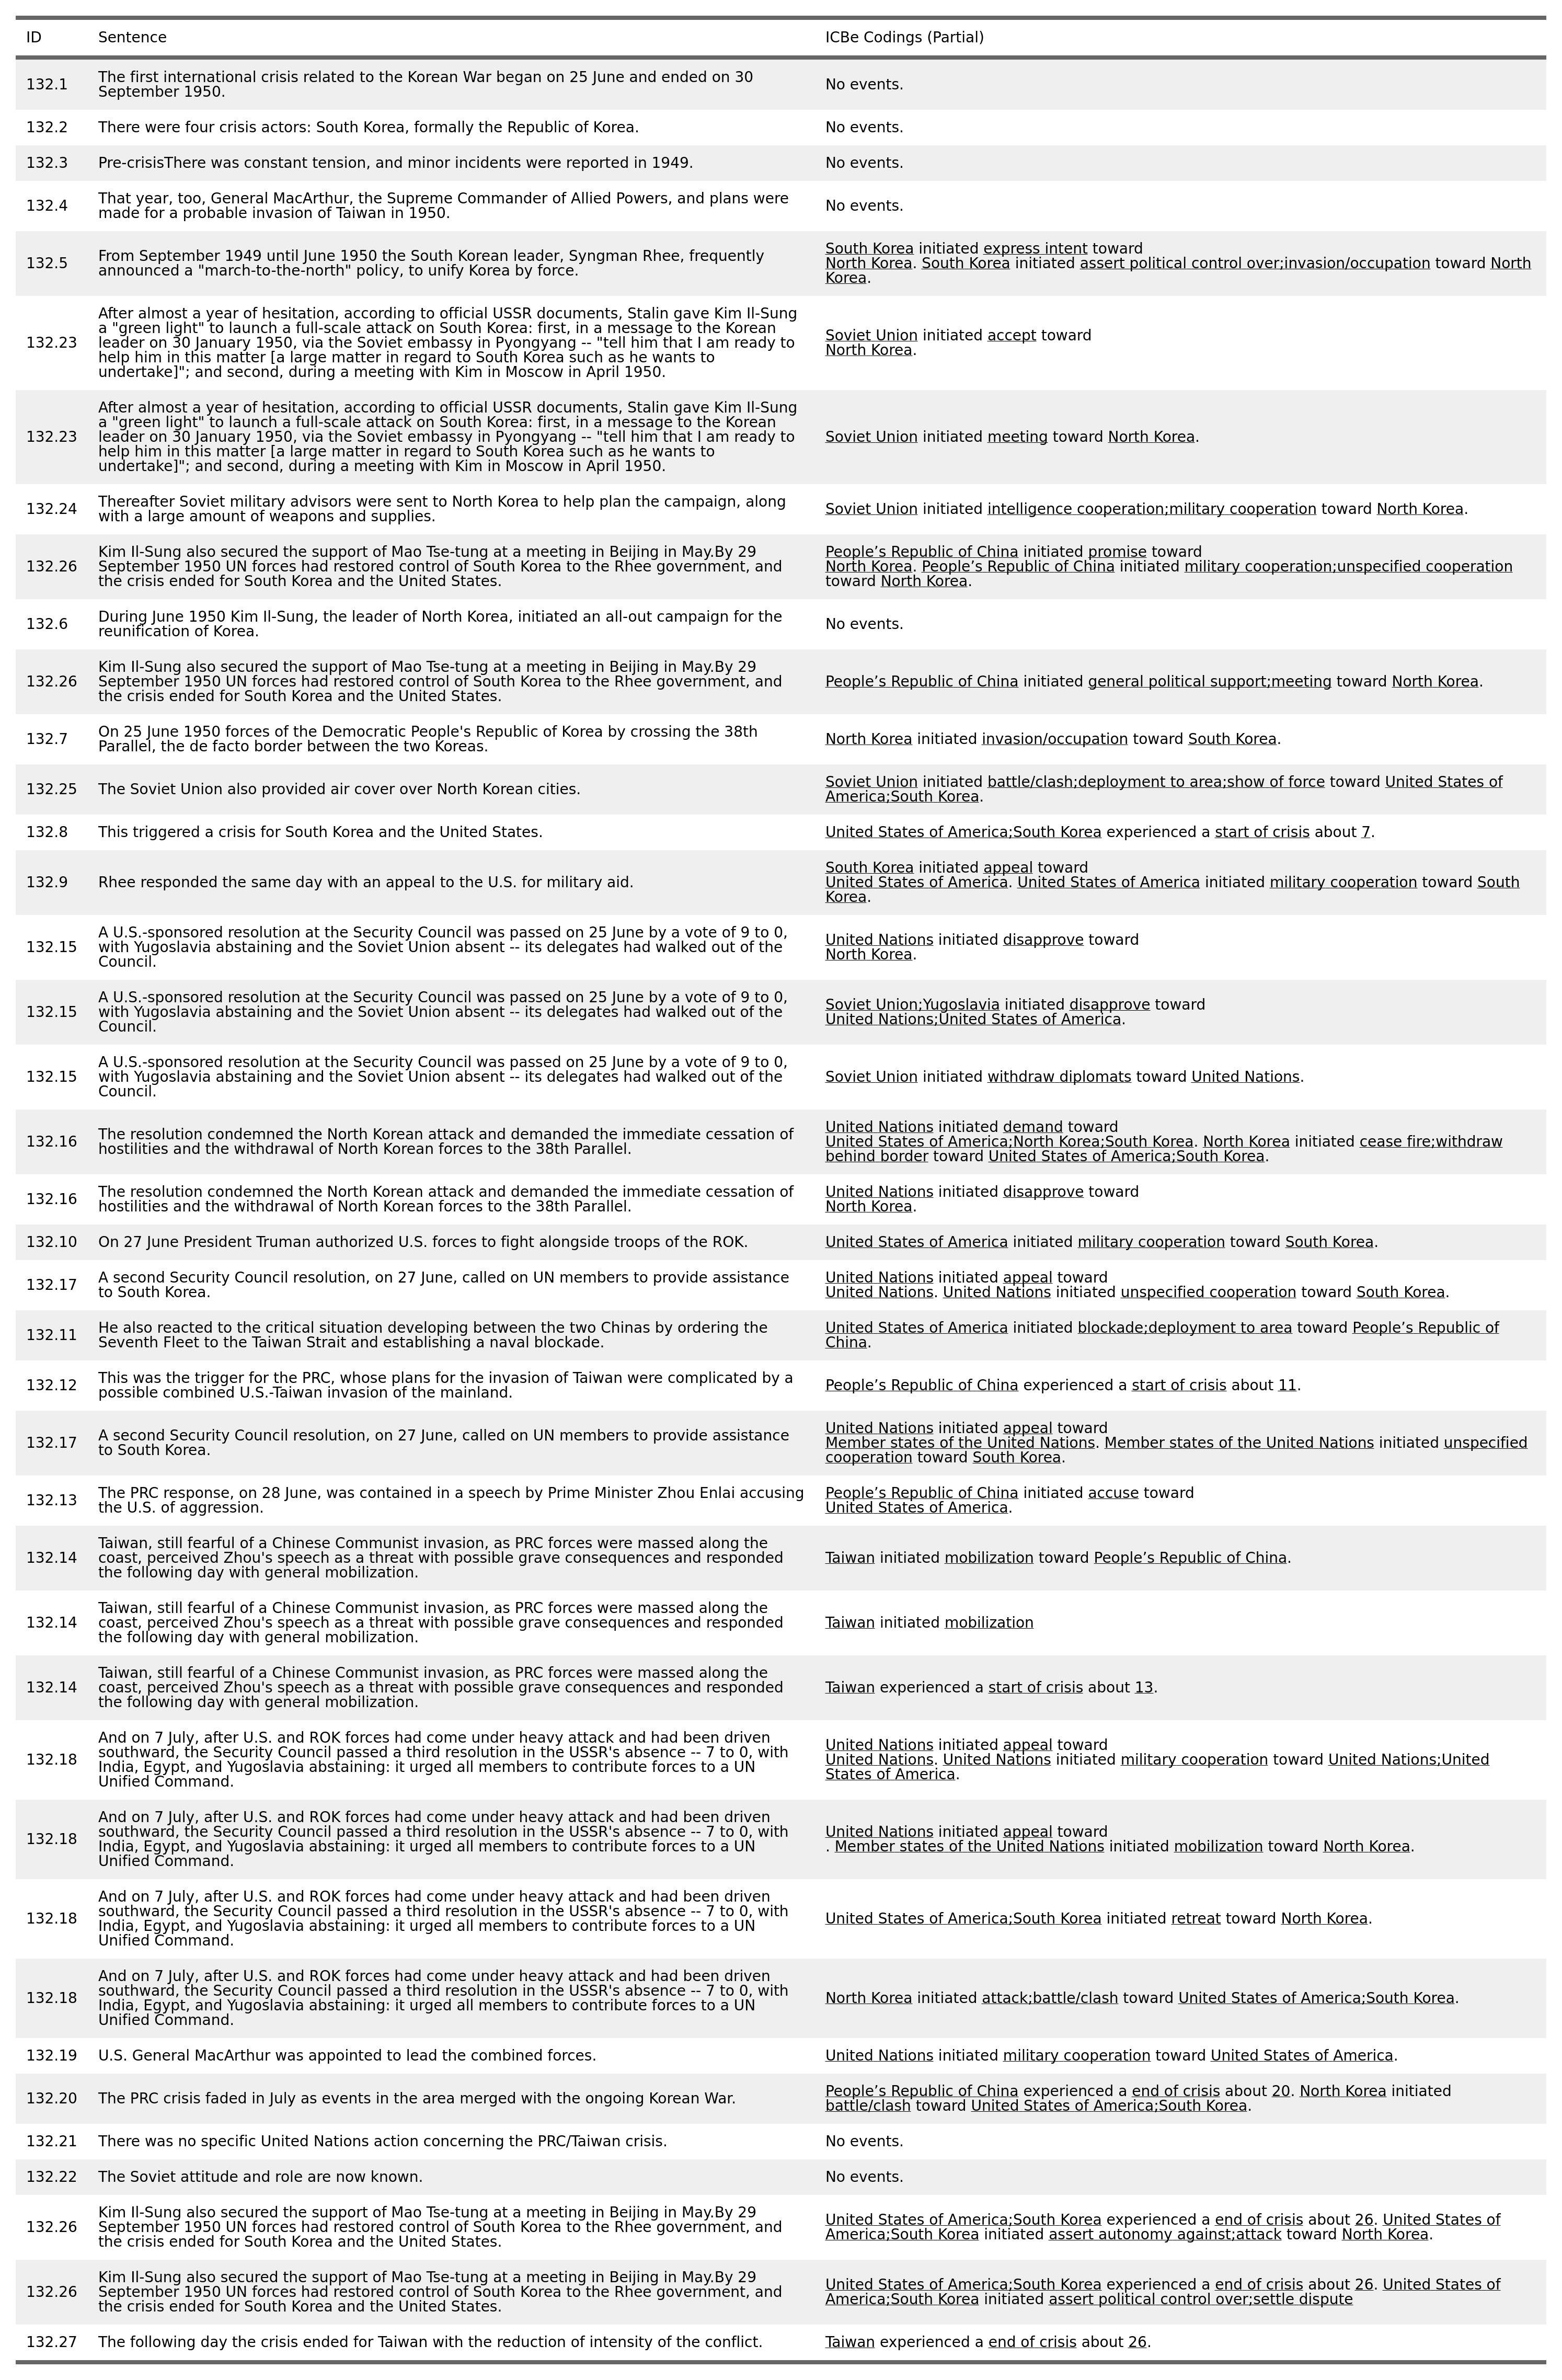 ID Sentence ICBe Codings (Partial)
132.1 The first international crisis related to the Korean War began on 25 June and ended on 30
September 1950. No events.
132.2 There were four crisis actors: South Korea, formally the Republic of Korea. No events.
132.3 Pre-crisisThere was constant tension, and minor incidents were reported in 1949. No events.
132.4 That year, too, General MacArthur, the Supreme Commander of Allied Powers, and plans were
made for a probable invasion of Taiwan in 1950. No events.
132.5 From September 1949 until June 1950 the South Korean leader, Syngman Rhee, frequently
announced a "march-to-the-north" policy, to unify Korea by force.
South Korea initiated express intent toward
North Korea. South Korea initiated assert political control over;invasion/occupation toward North
Korea.
132.23 After almost a year of hesitation, according to official USSR documents, Stalin gave Kim Il-Sung
a "green light" to launch a full-scale attack on South Korea: first, in a message to the Korean
leader on 30 January 1950, via the Soviet embassy in Pyongyang -- "tell him that I am ready to
help him in this matter [a large matter in regard to South Korea such as he wants to
undertake]"; and second, during a meeting with Kim in Moscow in April 1950.
Soviet Union initiated accept toward
North Korea.
132.23 After almost a year of hesitation, according to official USSR documents, Stalin gave Kim Il-Sung
a "green light" to launch a full-scale attack on South Korea: first, in a message to the Korean
leader on 30 January 1950, via the Soviet embassy in Pyongyang -- "tell him that I am ready to
help him in this matter [a large matter in regard to South Korea such as he wants to
undertake]"; and second, during a meeting with Kim in Moscow in April 1950.
Soviet Union initiated meeting toward North Korea.
132.24 Thereafter Soviet military advisors were sent to North Korea to help plan the campaign, along
with a large amount of weapons and supplies.
Soviet Union initiated intelligence cooperation;military cooperation toward North Korea.
132.26 Kim Il-Sung also secured the support of Mao Tse-tung at a meeting in Beijing in May.By 29
September 1950 UN forces had restored control of South Korea to the Rhee government, and
the crisis ended for South Korea and the United States.
People’s Republic of China initiated promise toward
North Korea. People’s Republic of China initiated military cooperation;unspecified cooperation
toward North Korea.
132.6 During June 1950 Kim Il-Sung, the leader of North Korea, initiated an all-out campaign for the
reunification of Korea. No events.
132.26 Kim Il-Sung also secured the support of Mao Tse-tung at a meeting in Beijing in May.By 29
September 1950 UN forces had restored control of South Korea to the Rhee government, and
the crisis ended for South Korea and the United States.
People’s Republic of China initiated general political support;meeting toward North Korea.
132.7 On 25 June 1950 forces of the Democratic People's Republic of Korea by crossing the 38th
Parallel, the de facto border between the two Koreas.
North Korea initiated invasion/occupation toward South Korea.
132.25 The Soviet Union also provided air cover over North Korean cities.
Soviet Union initiated battle/clash;deployment to area;show of force toward United States of
America;South Korea.
132.8 This triggered a crisis for South Korea and the United States. United States of America;South Korea experienced a start of crisis about 7.
132.9 Rhee responded the same day with an appeal to the U.S. for military aid.
South Korea initiated appeal toward
United States of America. United States of America initiated military cooperation toward South
Korea.
132.15 A U.S.-sponsored resolution at the Security Council was passed on 25 June by a vote of 9 to 0,
with Yugoslavia abstaining and the Soviet Union absent -- its delegates had walked out of the
Council.
United Nations initiated disapprove toward
North Korea.
132.15 A U.S.-sponsored resolution at the Security Council was passed on 25 June by a vote of 9 to 0,
with Yugoslavia abstaining and the Soviet Union absent -- its delegates had walked out of the
Council.
Soviet Union;Yugoslavia initiated disapprove toward
United Nations;United States of America.
132.15 A U.S.-sponsored resolution at the Security Council was passed on 25 June by a vote of 9 to 0,
with Yugoslavia abstaining and the Soviet Union absent -- its delegates had walked out of the
Council.
Soviet Union initiated withdraw diplomats toward United Nations.
132.16 The resolution condemned the North Korean attack and demanded the immediate cessation of
hostilities and the withdrawal of North Korean forces to the 38th Parallel.
United Nations initiated demand toward
United States of America;North Korea;South Korea. North Korea initiated cease fire;withdraw
behind border toward United States of America;South Korea.
132.16 The resolution condemned the North Korean attack and demanded the immediate cessation of
hostilities and the withdrawal of North Korean forces to the 38th Parallel.
United Nations initiated disapprove toward
North Korea.
132.10 On 27 June President Truman authorized U.S. forces to fight alongside troops of the ROK. United States of America initiated military cooperation toward South Korea.
132.17 A second Security Council resolution, on 27 June, called on UN members to provide assistance
to South Korea.
United Nations initiated appeal toward
United Nations. United Nations initiated unspecified cooperation toward South Korea.
132.11 He also reacted to the critical situation developing between the two Chinas by ordering the
Seventh Fleet to the Taiwan Strait and establishing a naval blockade.
United States of America initiated blockade;deployment to area toward People’s Republic of
China.
132.12 This was the trigger for the PRC, whose plans for the invasion of Taiwan were complicated by a
possible combined U.S.-Taiwan invasion of the mainland.
People’s Republic of China experienced a start of crisis about 11.
132.17 A second Security Council resolution, on 27 June, called on UN members to provide assistance
to South Korea.
United Nations initiated appeal toward
Member states of the United Nations. Member states of the United Nations initiated unspecified
cooperation toward South Korea.
132.13 The PRC response, on 28 June, was contained in a speech by Prime Minister Zhou Enlai accusing
the U.S. of aggression.
People’s Republic of China initiated accuse toward
United States of America.
132.14 Taiwan, still fearful of a Chinese Communist invasion, as PRC forces were massed along the
coast, perceived Zhou's speech as a threat with possible grave consequences and responded
the following day with general mobilization.
Taiwan initiated mobilization toward People’s Republic of China.
132.14 Taiwan, still fearful of a Chinese Communist invasion, as PRC forces were massed along the
coast, perceived Zhou's speech as a threat with possible grave consequences and responded
the following day with general mobilization.
Taiwan initiated mobilization
132.14 Taiwan, still fearful of a Chinese Communist invasion, as PRC forces were massed along the
coast, perceived Zhou's speech as a threat with possible grave consequences and responded
the following day with general mobilization.
Taiwan experienced a start of crisis about 13.
132.18 And on 7 July, after U.S. and ROK forces had come under heavy attack and had been driven
southward, the Security Council passed a third resolution in the USSR's absence -- 7 to 0, with
India, Egypt, and Yugoslavia abstaining: it urged all members to contribute forces to a UN
Unified Command.
United Nations initiated appeal toward
United Nations. United Nations initiated military cooperation toward United Nations;United
States of America.
132.18 And on 7 July, after U.S. and ROK forces had come under heavy attack and had been driven
southward, the Security Council passed a third resolution in the USSR's absence -- 7 to 0, with
India, Egypt, and Yugoslavia abstaining: it urged all members to contribute forces to a UN
Unified Command.
United Nations initiated appeal toward
. Member states of the United Nations initiated mobilization toward North Korea.
132.18 And on 7 July, after U.S. and ROK forces had come under heavy attack and had been driven
southward, the Security Council passed a third resolution in the USSR's absence -- 7 to 0, with
India, Egypt, and Yugoslavia abstaining: it urged all members to contribute forces to a UN
Unified Command.
United States of America;South Korea initiated retreat toward North Korea.
132.18 And on 7 July, after U.S. and ROK forces had come under heavy attack and had been driven
southward, the Security Council passed a third resolution in the USSR's absence -- 7 to 0, with
India, Egypt, and Yugoslavia abstaining: it urged all members to contribute forces to a UN
Unified Command.
North Korea initiated attack;battle/clash toward United States of America;South Korea.
132.19 U.S. General MacArthur was appointed to lead the combined forces. United Nations initiated military cooperation toward United States of America.
132.20 The PRC crisis faded in July as events in the area merged with the ongoing Korean War.
People’s Republic of China experienced a end of crisis about 20. North Korea initiated
battle/clash toward United States of America;South Korea.
132.21 There was no specific United Nations action concerning the PRC/Taiwan crisis. No events.
132.22 The Soviet attitude and role are now known. No events.
132.26 Kim Il-Sung also secured the support of Mao Tse-tung at a meeting in Beijing in May.By 29
September 1950 UN forces had restored control of South Korea to the Rhee government, and
the crisis ended for South Korea and the United States.
United States of America;South Korea experienced a end of crisis about 26. United States of
America;South Korea initiated assert autonomy against;attack toward North Korea.
132.26 Kim Il-Sung also secured the support of Mao Tse-tung at a meeting in Beijing in May.By 29
September 1950 UN forces had restored control of South Korea to the Rhee government, and
the crisis ended for South Korea and the United States.
United States of America;South Korea experienced a end of crisis about 26. United States of
America;South Korea initiated assert political control over;settle dispute
132.27 The following day the crisis ended for Taiwan with the reduction of intensity of the conflict. Taiwan experienced a end of crisis about 26.